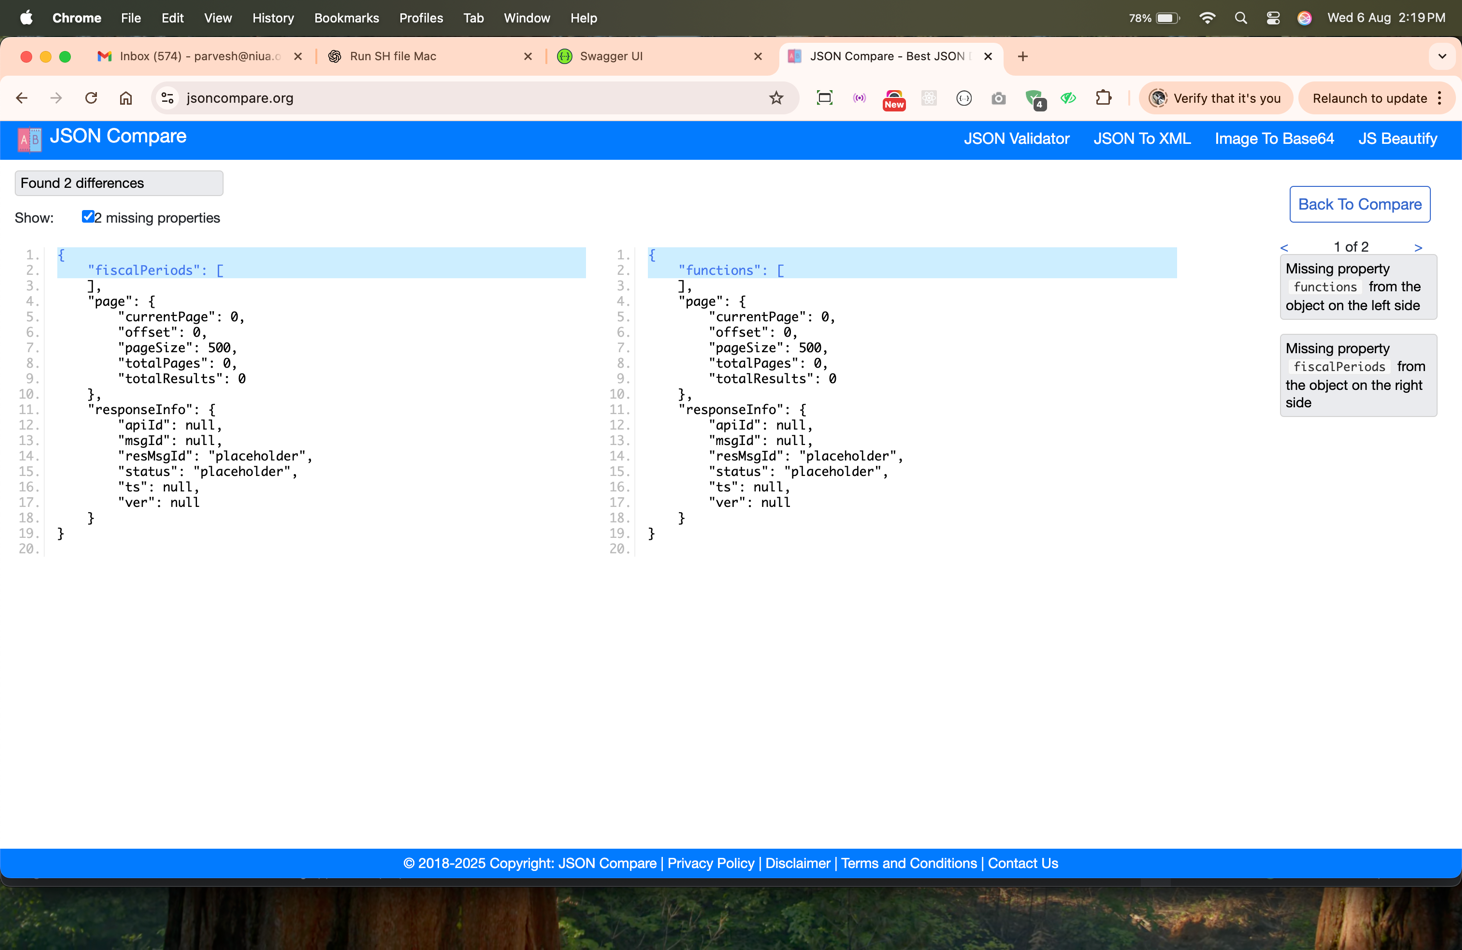 Chrome File Edit View History Bookmarks Profiles Tab Window Help 78% Wed 6 Aug 2:19 PM
Inbox (574) - parvesh@niua.o Run SH file Mac Swagger UI JSON Compare - Best JSON
jsoncompare.org New 4 Verify that it's you Relaunch to update
A B JSON Compare JSON Validator JSON To XML Image To Base64 JS Beautify
Found 2 differences
Show: 2 missing properties
Back To Compare
1. {
2. "fiscalPeriods": [
3. ],
4. "page": {
5. "currentPage": 0,
6. "offset": 0,
7. "pageSize": 500,
8. "totalPages": 0,
9. "totalResults": 0
10. },
11. "responseInfo": {
12. "apiId": null,
13. "msgId": null,
14. "resMsgId": "placeholder",
15. "status": "placeholder",
16. "ts": null,
17. "ver": null
18. }
19. }
20.
1. {
2. "functions": [
3. ],
4. "page": {
5. "currentPage": 0,
6. "offset": 0,
7. "pageSize": 500,
8. "totalPages": 0,
9. "totalResults": 0
10. },
11. "responseInfo": {
12. "apiId": null,
13. "msgId": null,
14. "resMsgId": "placeholder",
15. "status": "placeholder",
16. "ts": null,
17. "ver": null
18. }
19. }
20.
< 1 of 2 >
Missing property
functions from the
object on the left side
Missing property
fiscalPeriods from
the object on the right
side
© 2018-2025 Copyright: JSON Compare | Privacy Policy | Disclaimer | Terms and Conditions | Contact Us